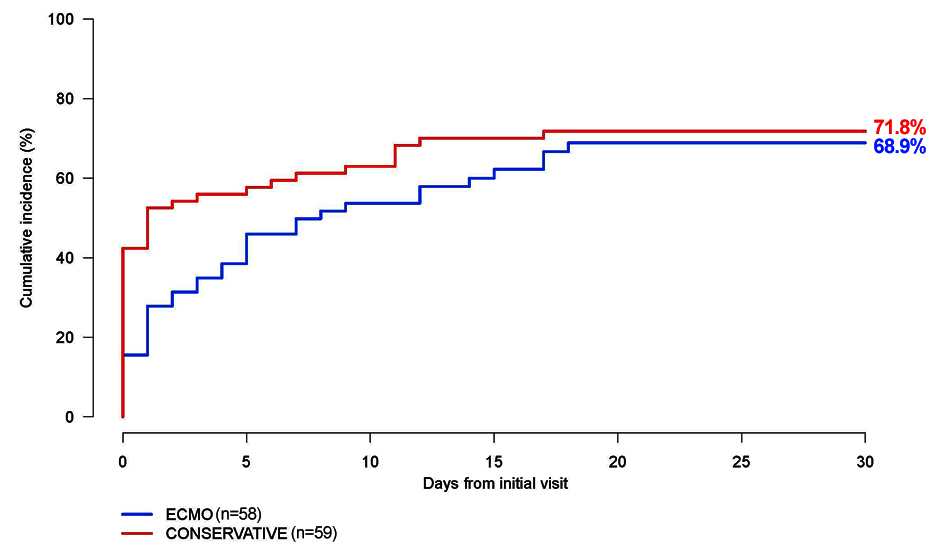 100
80
60
40
20
0
Cumulative incidence (%)
71.8%
68.9%
0 5 10 15 20 25 30
Days from initial visit
ECMO (n=58)
CONSERVATIVE (n=59)